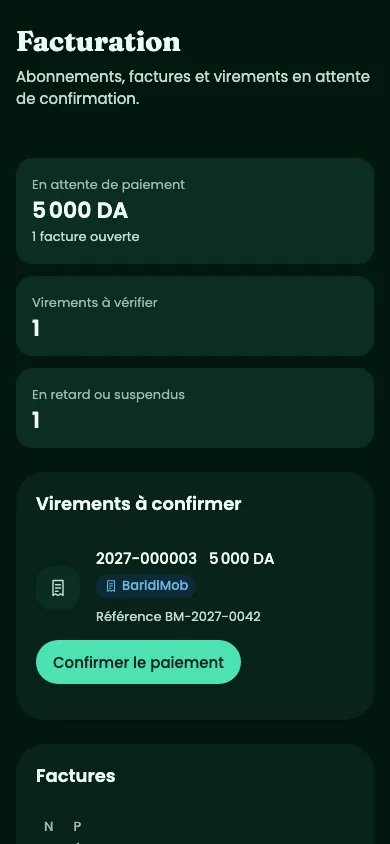 Facturation
Abonnements, factures et virements en attente
de confirmation.
En attente de paiement
5 000 DA
1 facture ouverte
Virements à vérifier
1
En retard ou suspendus
1
Virements à confirmer
2027-000003 5 000 DA
BaridiMob
Référence BM-2027-0042
Confirmer le paiement
Factures
N P